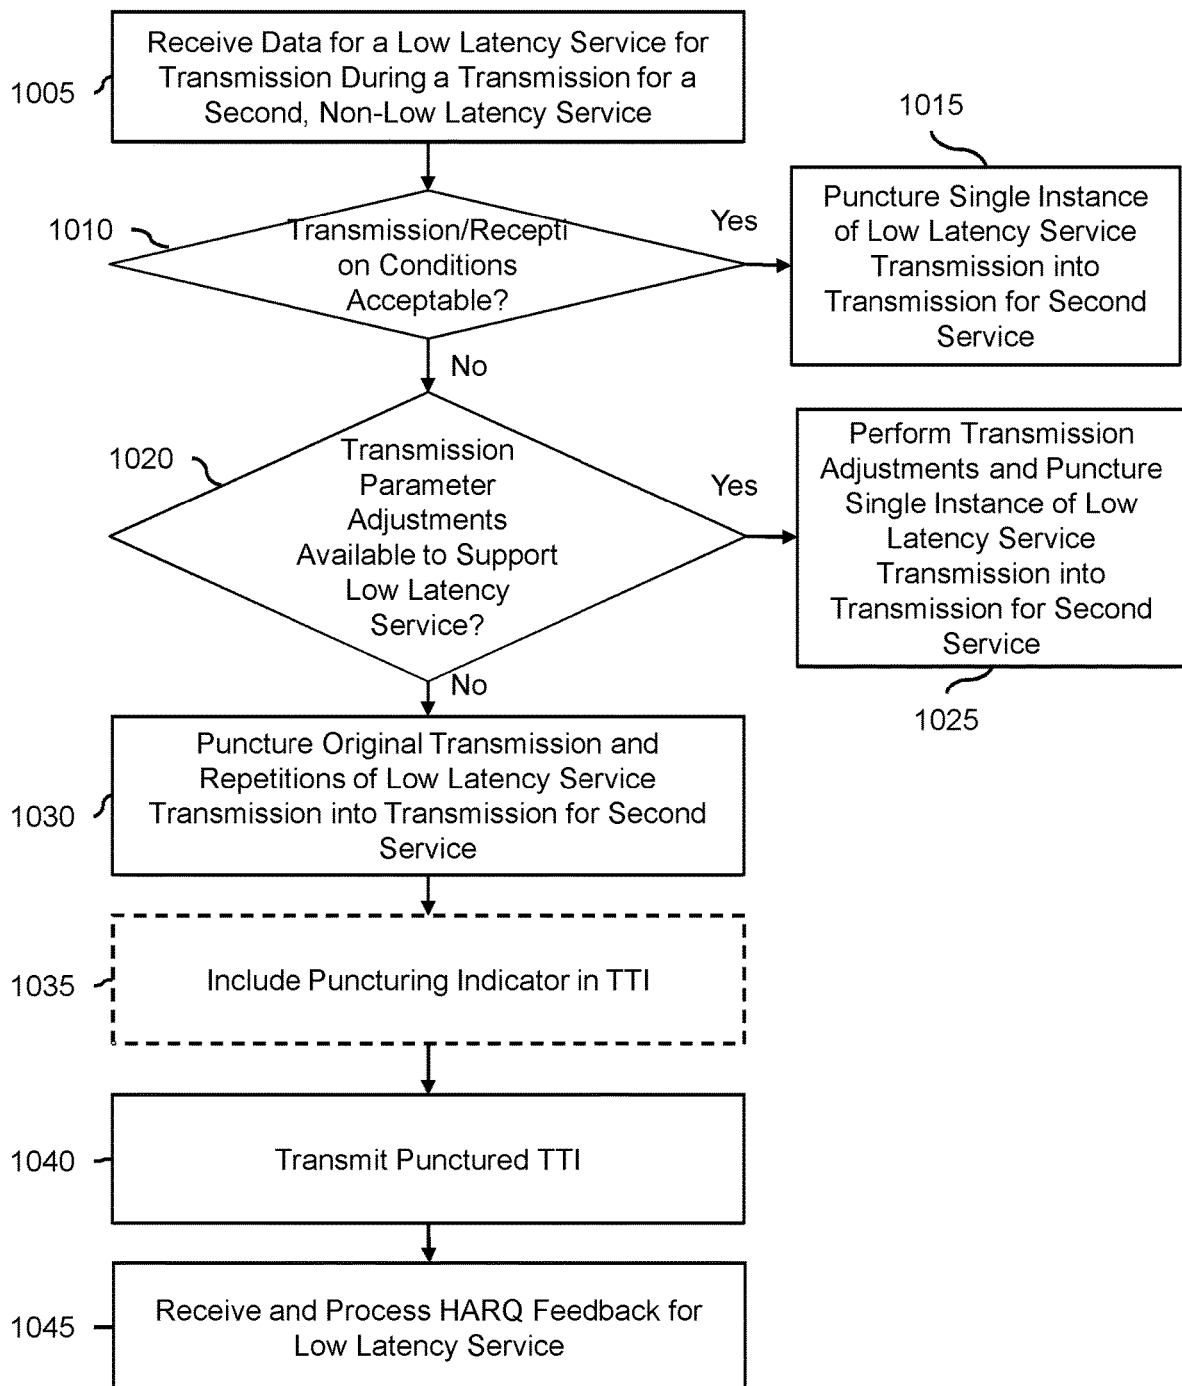 Receive Data for a Low Latency Service for
Transmission During a Transmission for a
Second, Non-Low Latency Service
1005
1015
1010
Transmission/Recepti
on Conditions
Acceptable?
Yes
Puncture Single Instance
of Low Latency Service
Transmission into
Transmission for Second
Service
No
1020
Transmission
Parameter
Adjustments
Available to Support
Low Latency
Service?
Yes
Perform Transmission
Adjustments and Puncture
Single Instance of Low
Latency Service
Transmission into
Transmission for Second
Service
1025
No
1030
Puncture Original Transmission and
Repetitions of Low Latency Service
Transmission into Transmission for Second
Service
1035
Include Puncturing Indicator in TTI
1040
Transmit Punctured TTI
1045
Receive and Process HARQ Feedback for
Low Latency Service